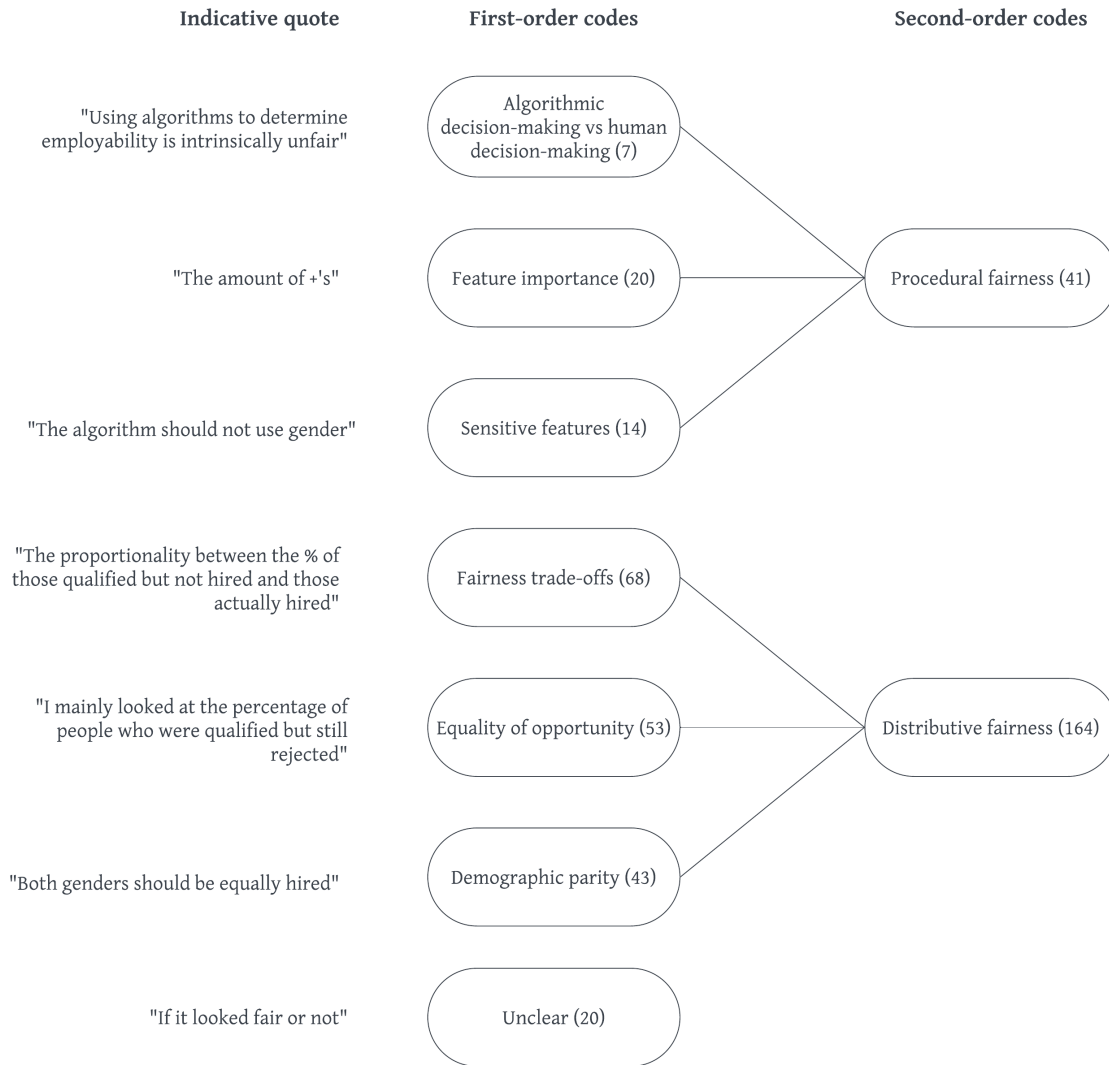 Indicative quote
First-order codes
Second-order codes
"Using algorithms to determine
employability is intrinsically unfair"
Algorithmic
decision-making vs human
decision-making (7)
"The amount of +'s"
Feature importance (20)
Procedural fairness (41)
"The algorithm should not use gender"
Sensitive features (14)
"The proportionality between the % of
those qualified but not hired and those
actually hired"
Fairness trade-offs (68)
"I mainly looked at the percentage of
people who were qualified but still
rejected"
Equality of opportunity (53)
Distributive fairness (164)
"Both genders should be equally hired"
Demographic parity (43)
"If it looked fair or not"
Unclear (20)